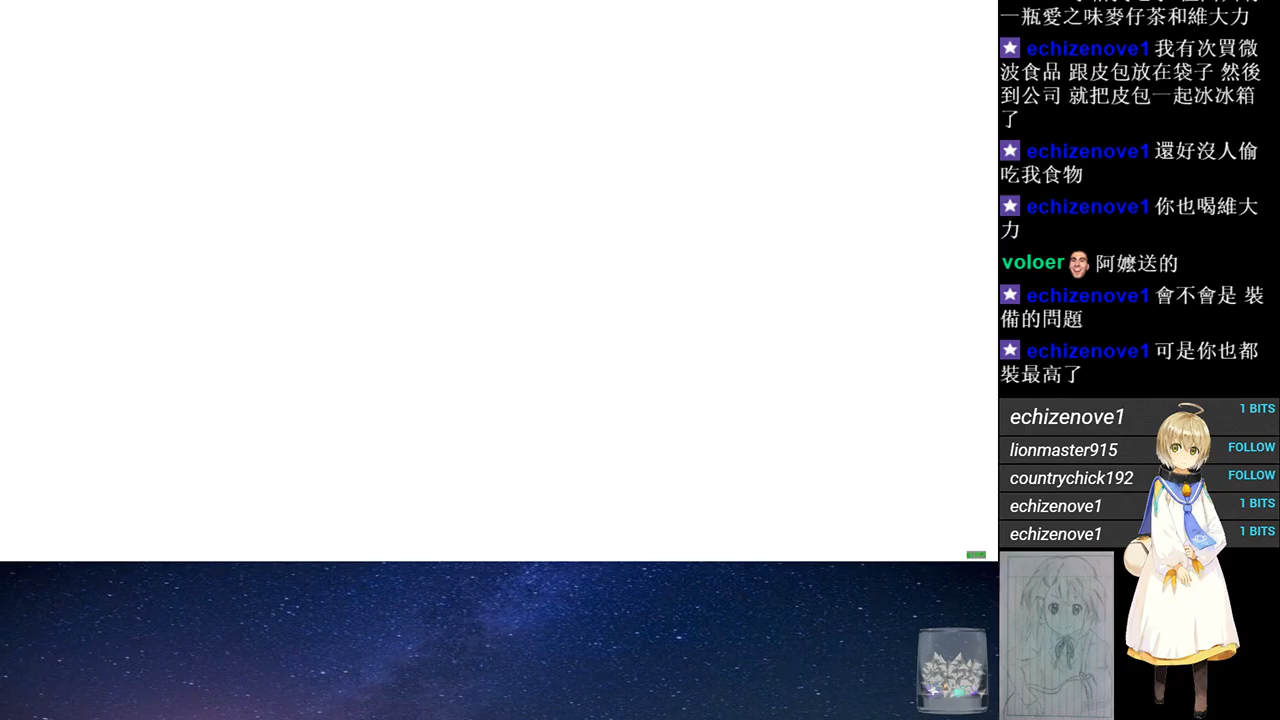 一瓶愛之味麥仔茶和維大力
echizenove1 我有次買微
波食品 跟皮包放在袋子 然後
到公司 就把皮包一起冰冰箱
了
echizenove1 還好沒人偷
吃我食物
echizenove1 你也喝維大
力
voloer 阿嬤送的
echizenove1 會不會是 裝
備的問題
echizenove1 可是你也都
裝最高了
echizenove1 1 BITS
lionmaster915 FOLLOW
countrychick192 FOLLOW
echizenove1 1 BITS
echizenove1 1 BITS